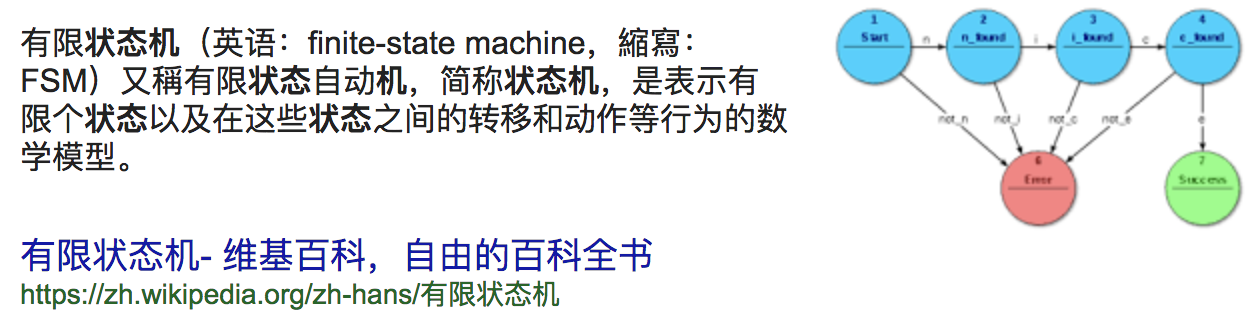 有限状态机（英语：finite-state machine，縮寫：
FSM）又稱有限状态自动机，简称状态机，是表示有
限个状态以及在这些状态之间的转移和动作等行为的数
学模型。
有限状态机- 维基百科，自由的百科全书
https://zh.wikipedia.org/zh-hans/有限状态机
1 2 3 4
Start n n_found i i_found c c_found
not_n not_i not_c not_e e
6 7
Error Success